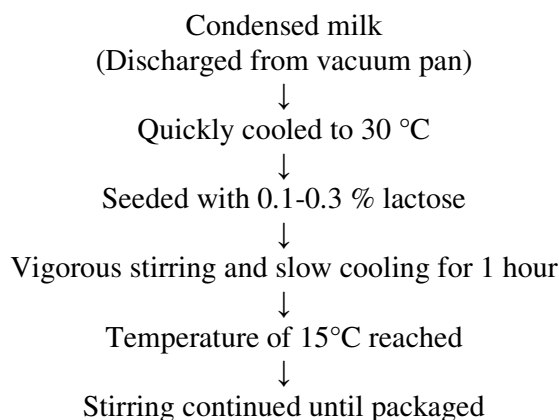 Condensed milk
(Discharged from vacuum pan)
↓
Quickly cooled to 30 °C
↓
Seeded with 0.1-0.3 % lactose
↓
Vigorous stirring and slow cooling for 1 hour
↓
Temperature of 15°C reached
↓
Stirring continued until packaged